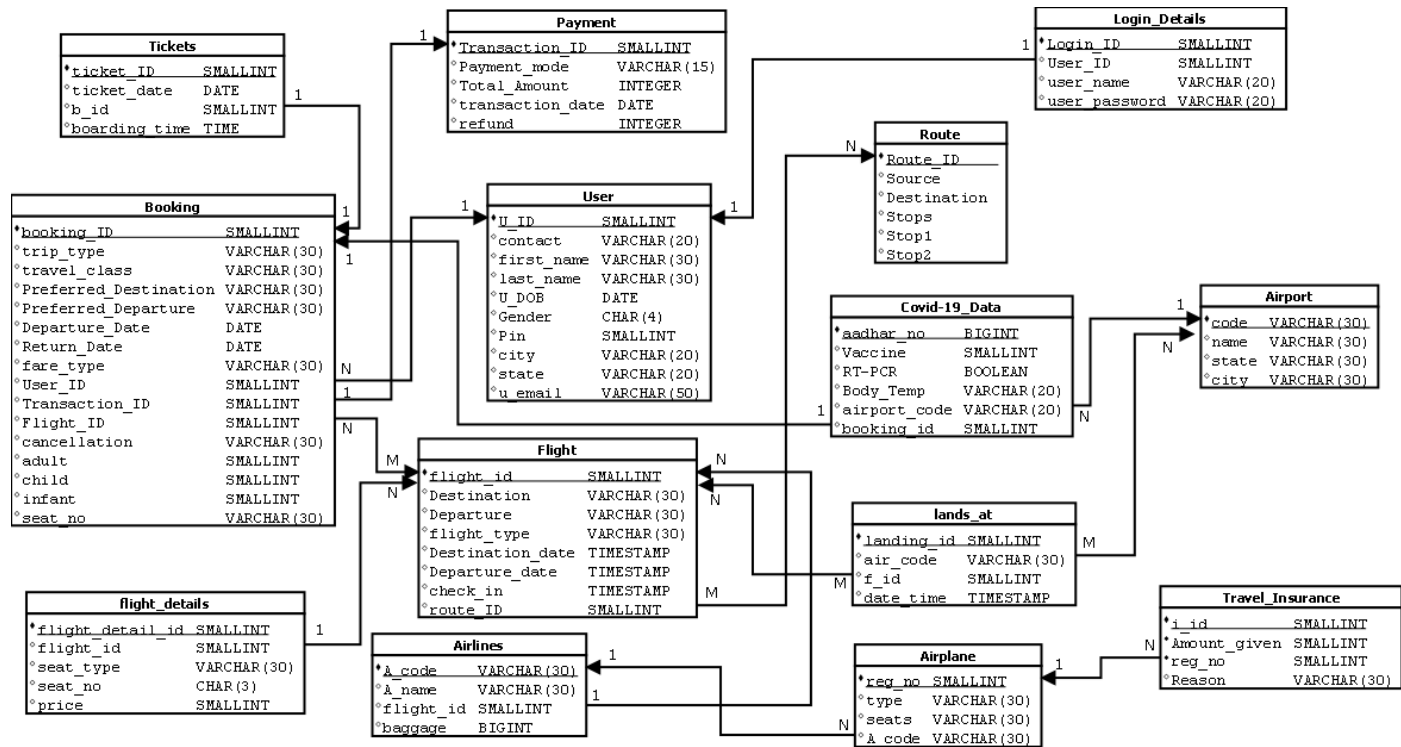 Tickets
ticket_ID SMALLINT
ticket_date DATE
b_id SMALLINT
boarding_time TIME
1
Payment
Transaction_ID SMALLINT
Payment_mode VARCHAR(15)
Total_Amount INTEGER
transaction_date DATE
refund INTEGER
1
Login_Details
Login_ID SMALLINT
User_ID SMALLINT
user_name VARCHAR(20)
user_password VARCHAR(20)
1
Route
Route_ID
Source
Destination
Stops
Stop1
Stop2
N
Booking
booking_ID SMALLINT
trip_type VARCHAR(30)
travel_class VARCHAR(30)
Preferred_Destination VARCHAR(30)
Preferred_Departure VARCHAR(30)
Departure_Date DATE
Return_Date DATE
fare_type VARCHAR(30)
User_ID SMALLINT
Transaction_ID SMALLINT
Flight_ID SMALLINT
cancellation VARCHAR(30)
adult SMALLINT
child SMALLINT
infant SMALLINT
seat_no VARCHAR(30)
1
1
N
1
N
User
U_ID SMALLINT
contact VARCHAR(20)
first_name VARCHAR(30)
last_name VARCHAR(30)
U_DOB DATE
Gender CHAR(4)
Pin SMALLINT
city VARCHAR(20)
state VARCHAR(20)
u_email VARCHAR(50)
1
1
Covid-19_Data
aadhar_no BIGINT
Vaccine SMALLINT
RT-PCR BOOLEAN
Body_Temp VARCHAR(20)
airport_code VARCHAR(20)
booking_id SMALLINT
1
N
Airport
code VARCHAR(30)
name VARCHAR(30)
state VARCHAR(30)
city VARCHAR(30)
1
N
Flight
flight_id SMALLINT
Destination VARCHAR(30)
Departure VARCHAR(30)
flight_type VARCHAR(30)
Destination_date TIMESTAMP
Departure_date TIMESTAMP
check_in TIMESTAMP
route_ID SMALLINT
M
N
N
N
M
lands_at
landing_id SMALLINT
air_code VARCHAR(30)
f_id SMALLINT
date_time TIMESTAMP
M
M
flight_details
flight_detail_id SMALLINT
flight_id SMALLINT
seat_type VARCHAR(30)
seat_no CHAR(3)
price SMALLINT
1
Airlines
A_code VARCHAR(30)
A_name VARCHAR(30)
flight_id SMALLINT
baggage BIGINT
1
1
Airplane
reg_no SMALLINT
type VARCHAR(30)
seats VARCHAR(30)
A_code VARCHAR(30)
N
1
Travel_Insurance
i_id SMALLINT
Amount_given SMALLINT
reg_no SMALLINT
Reason VARCHAR(30)
N